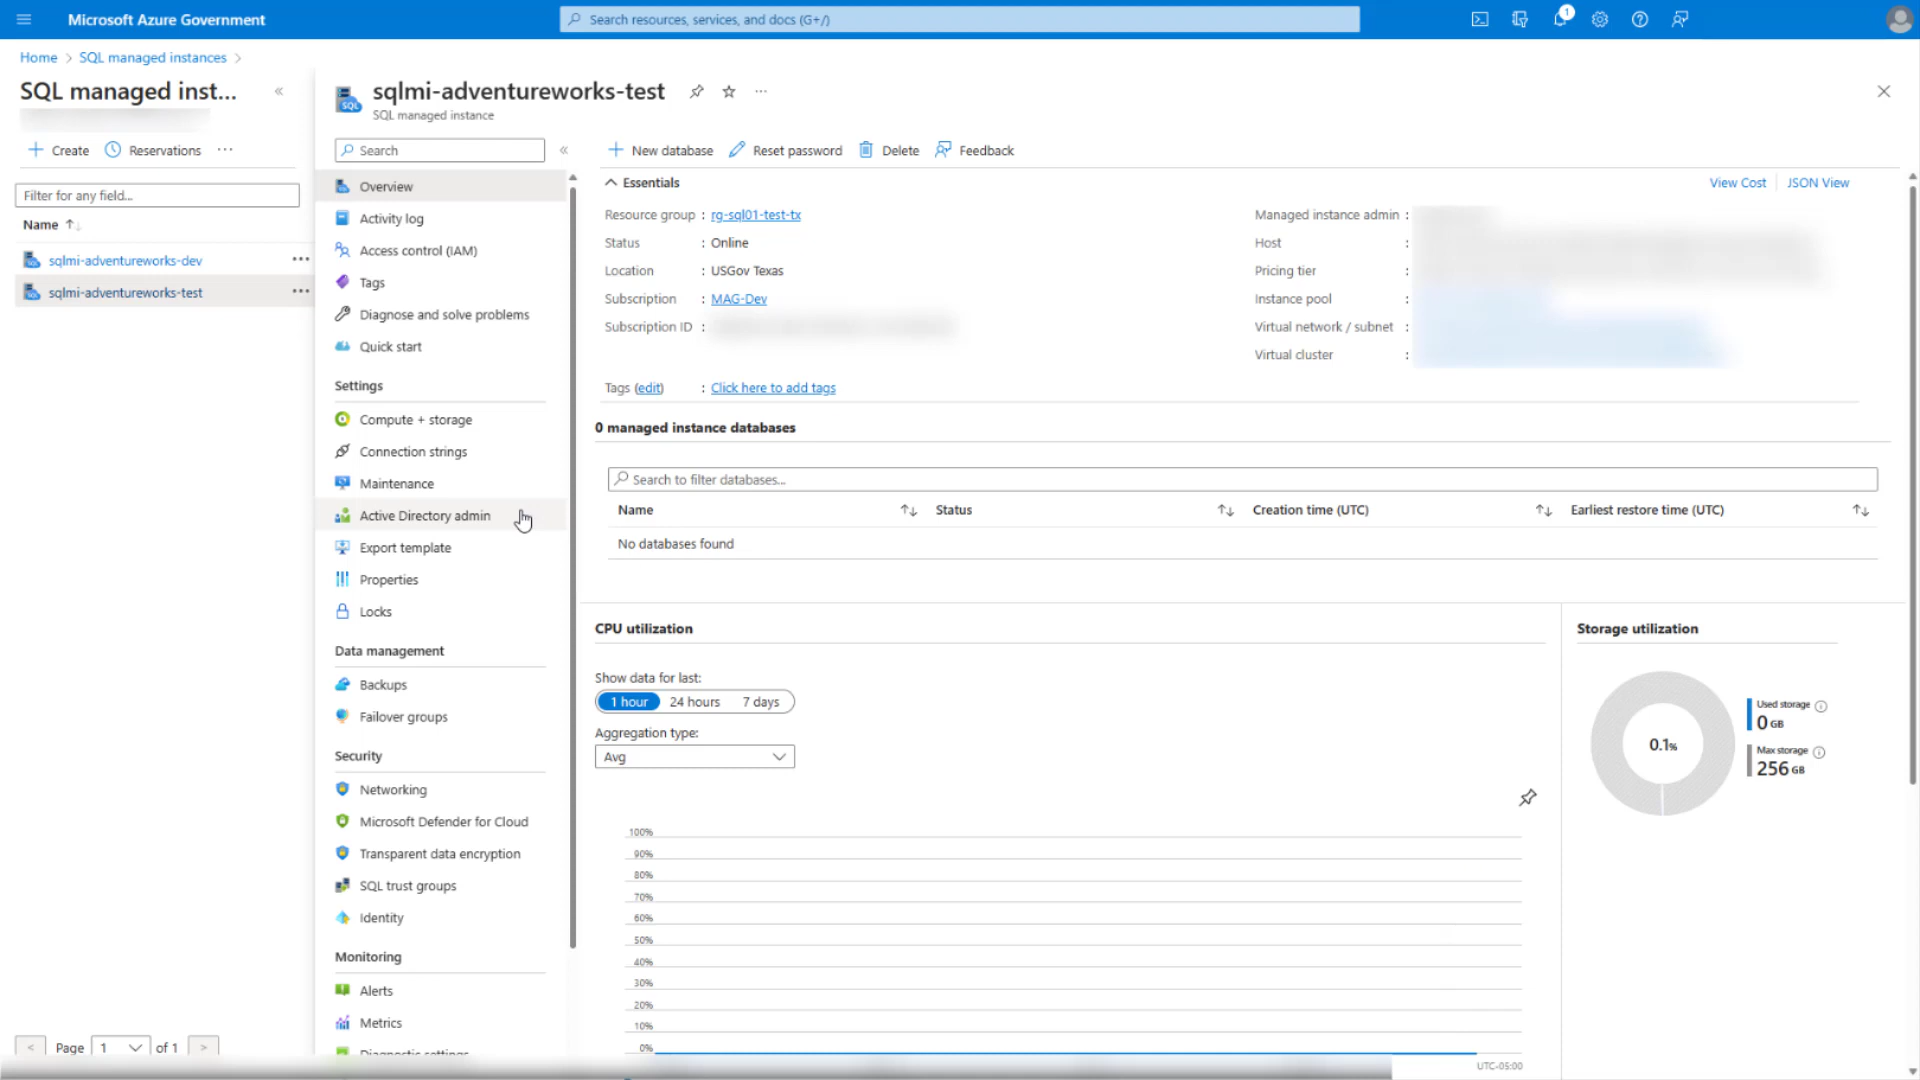 Microsoft Azure Government
Search resources, services, and docs (G+/)
1
Home > SQL managed instances >
SQL managed inst...
«
Create
Reservations
...
Filter for any field...
Name ↑↓
sqlmi-adventureworks-dev
...
sqlmi-adventureworks-test
...
< Page 1 of 1 >
SQL
sqlmi-adventureworks-test
...
SQL managed instance
Search
«
Overview
Activity log
Access control (IAM)
Tags
Diagnose and solve problems
Quick start
Settings
Compute + storage
Connection strings
Maintenance
Active Directory admin
Export template
Properties
Locks
Data management
Backups
Failover groups
Security
Networking
Microsoft Defender for Cloud
Transparent data encryption
SQL trust groups
Identity
Monitoring
Alerts
Metrics
Diagnostic settings
New database
Reset password
Delete
Feedback
Essentials
View Cost
JSON View
Resource group : rg-sql01-test-tx
Status : Online
Location : USGov Texas
Subscription : MAG-Dev
Subscription ID :
Tags (edit) : Click here to add tags
Managed instance admin :
Host :
Pricing tier :
Instance pool :
Virtual network / subnet :
Virtual cluster :
0 managed instance databases
Search to filter databases...
Name ↑↓ Status ↑↓ Creation time (UTC) ↑↓ Earliest restore time (UTC) ↑↓
No databases found
CPU utilization
Show data for last:
1 hour 24 hours 7 days
Aggregation type:
Avg
100%
90%
80%
70%
60%
50%
40%
30%
20%
10%
0%
UTC-05:00
Storage utilization
0.1%
Used storage
0 GB
Max storage
256 GB